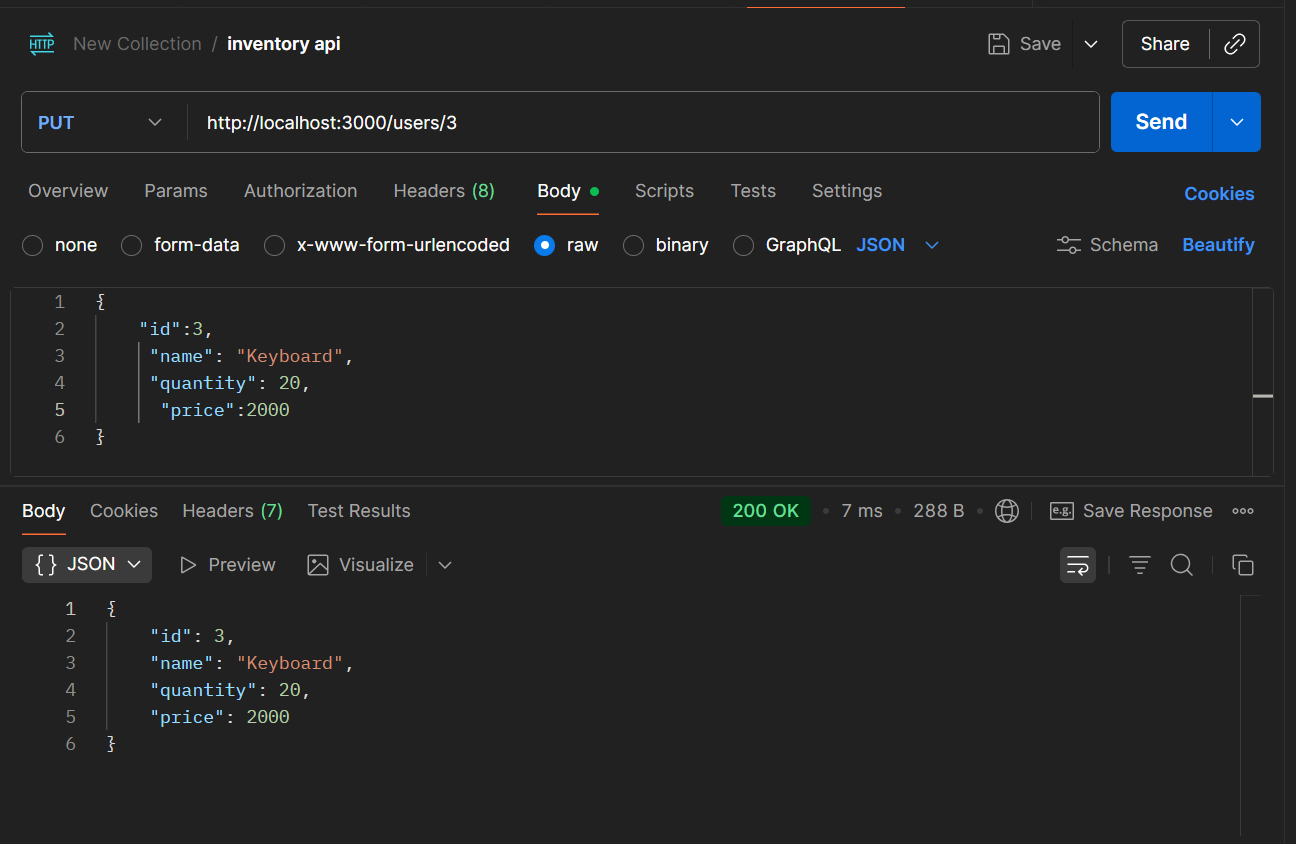 HTTP New Collection / inventory api Save Share
PUT http://localhost:3000/users/3 Send
Overview Params Authorization Headers (8) Body Scripts Tests Settings Cookies
none form-data x-www-form-urlencoded raw binary GraphQL JSON Schema Beautify
1 {
2 "id":3,
3 "name": "Keyboard",
4 "quantity": 20,
5 "price":2000
6 }
Body Cookies Headers (7) Test Results 200 OK • 7 ms • 288 B • e.g. Save Response
{} JSON Preview Visualize
1 {
2 "id": 3,
3 "name": "Keyboard",
4 "quantity": 20,
5 "price": 2000
6 }